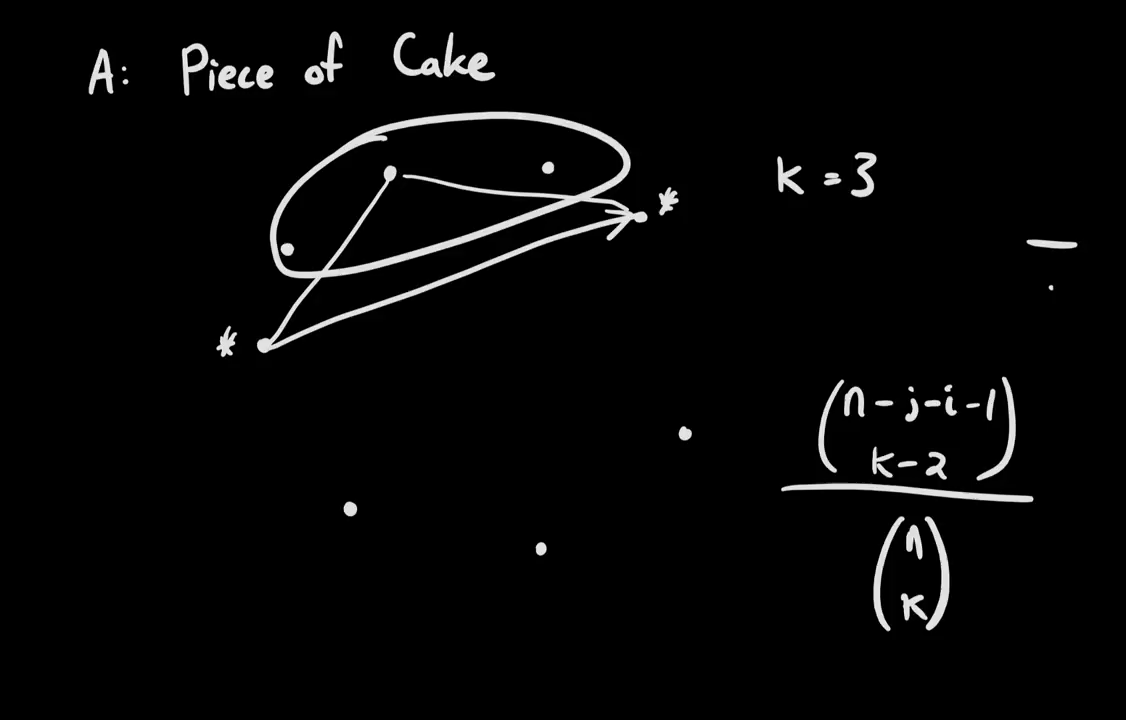 A: Piece of Cake
k = 3
*
*
(n-j-i-1
k-2)
(n
k)